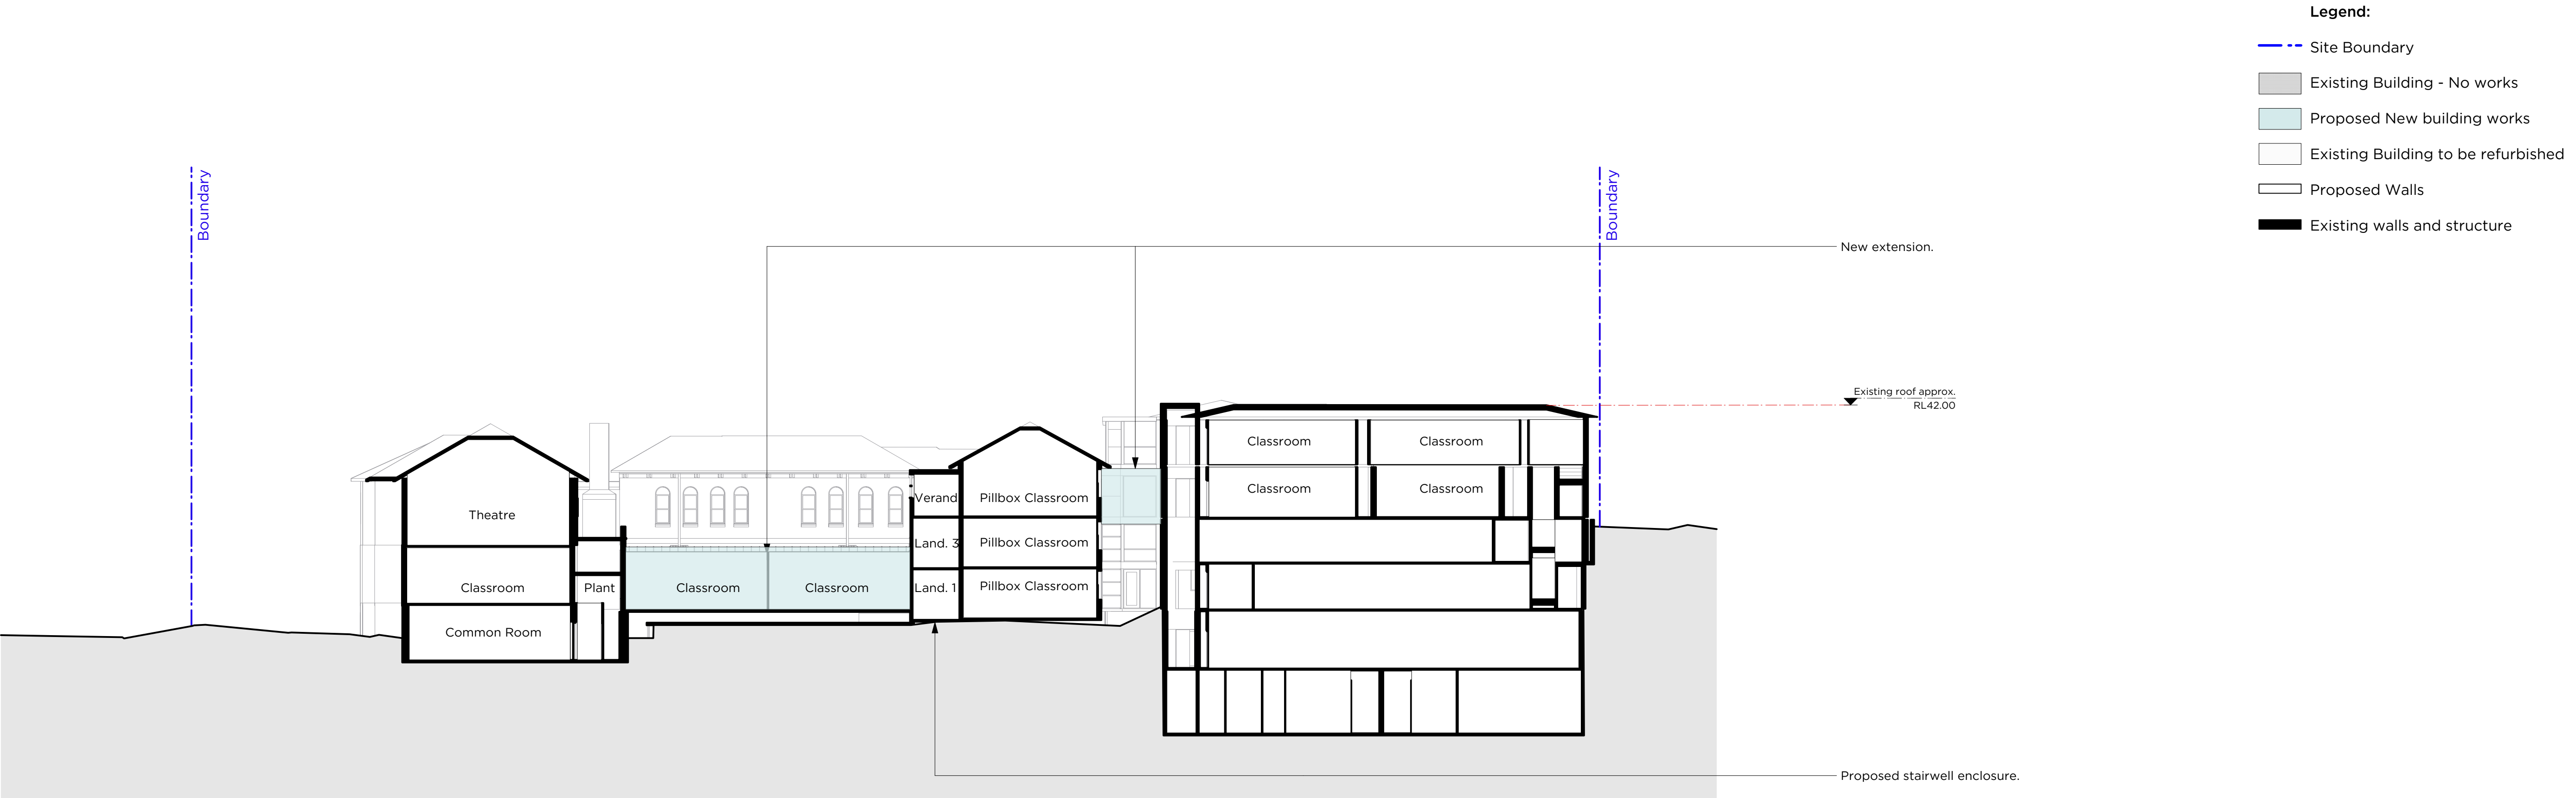 Legend:
Site Boundary
Existing Building - No works
Proposed New building works
Existing Building to be refurbished
Proposed Walls
Existing walls and structure
Boundary
Boundary
New extension.
Existing roof approx.
RL42.00
Classroom
Classroom
Classroom
Classroom
Verand
Pillbox Classroom
Theatre
Land. 3
Pillbox Classroom
Classroom
Plant
Classroom
Classroom
Land. 1
Pillbox Classroom
Common Room
Proposed stairwell enclosure.